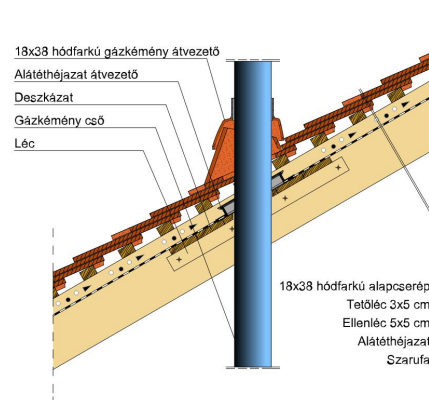 18x38 hódfarkú gázkémény átvezető
Alátéthéjazat átvezető
Deszkázat
Gázkémény cső
Léc
18x38 hódfarkú alapcserép
Tetőléc 3x5 cm
Ellenléc 5x5 cm
Alátéthéjazat
Szarufa